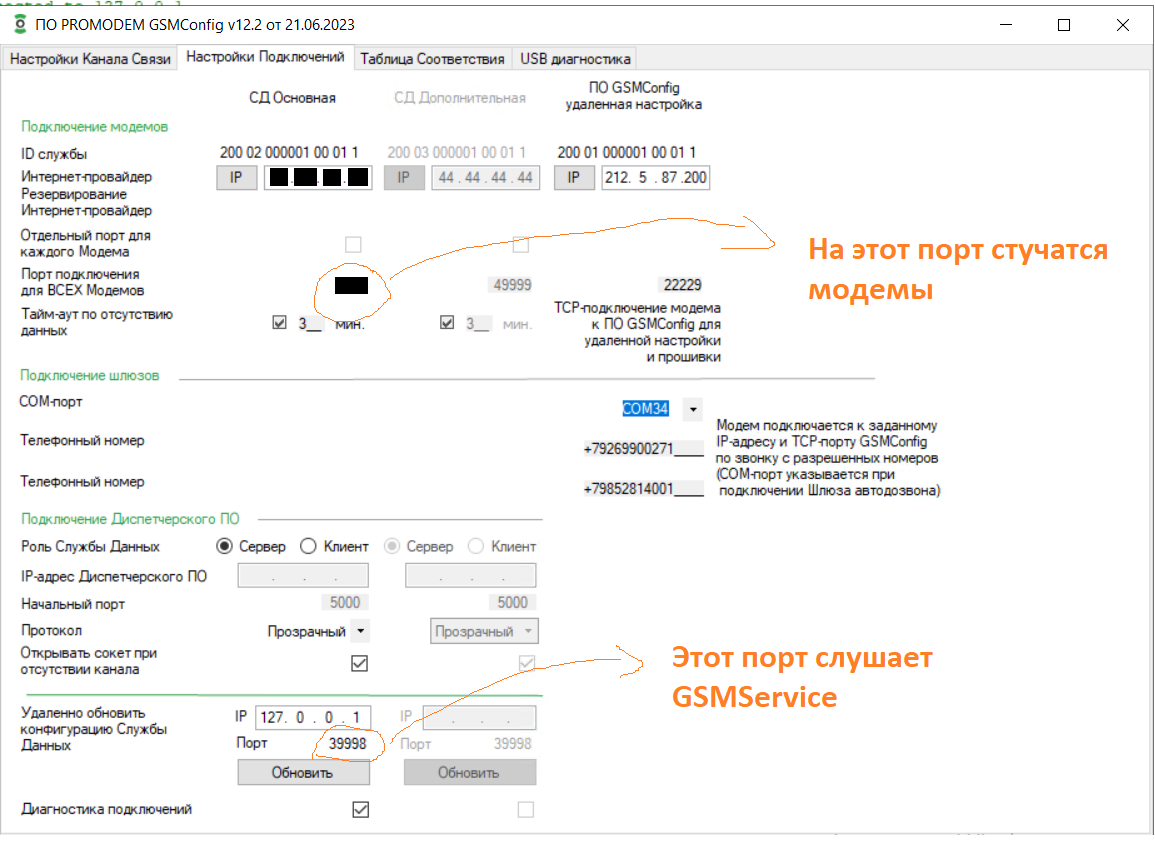 ПО PROMODEM GSMConfig v12.2 от 21.06.2023
Настройки Канала Связи Настройки Подключений Таблица Соответствия USB диагностика
СД Основная СД Дополнительная ПО GSMConfig
удаленная настройка
Подключение модемов
ID службы 200 02 000001 00 01 1 200 03 000001 00 01 1 200 01 000001 00 01 1
Интернет-провайдер IP . . . IP 44 . 44 . 44 . 44 IP 212. 5 . 87 .200
Резервирование
Интернет-провайдер
Отдельный порт для
каждого Модема
На этот порт стучатся
модемы
Порт подключения
для ВСЕХ Модемов 49999 22229
Тайм-аут по отсутствию
данных 3__ мин. 3__ мин.
TCP-подключение модема
к ПО GSMConfig для
удаленной настройки
и прошивки
Подключение шлюзов
COM-порт COM34
Телефонный номер +79269900271____
Телефонный номер +79852814001____
Модем подключается к заданному
IP-адресу и TCP-порту GSMConfig
по звонку с разрешенных номеров
(COM-порт указывается при
подключении Шлюза автодозвона)
Подключение Диспетчерского ПО
Роль Службы Данных Сервер Клиент Сервер Клиент
IP-адрес Диспетчерского ПО . . . . . .
Начальный порт 5000 5000
Протокол Прозрачный Прозрачный
Открывать сокет при
отсутствии канала
Этот порт слушает
GSMService
Удаленно обновить
конфигурацию Службы
Данных
IP 127. 0 . 0 . 1 IP . . .
Порт 39998 Порт 39998
Обновить Обновить
Диагностика подключений